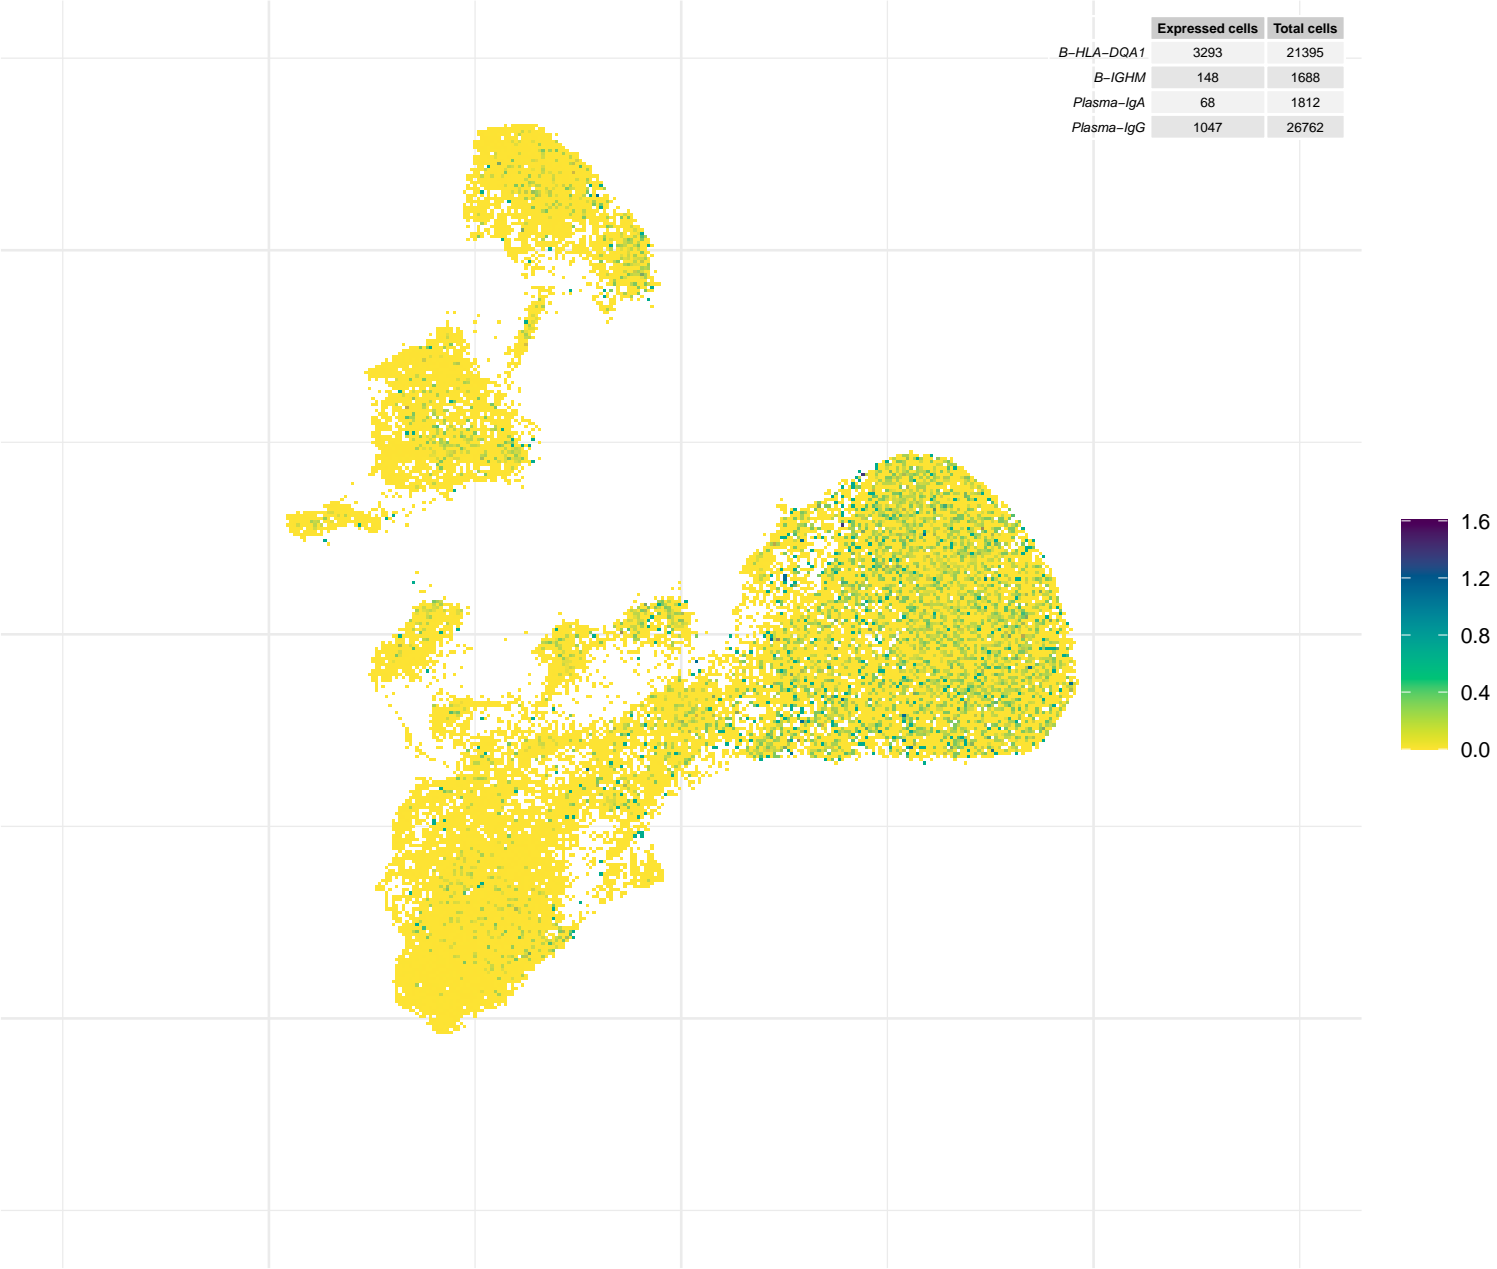 Expressed cells Total cells
B−HLA−DQA1 3293 21395
B−IGHM 148 1688
Plasma−IgA 68 1812
Plasma−IgG 1047 26762
1.6
1.2
0.8
0.4
0.0